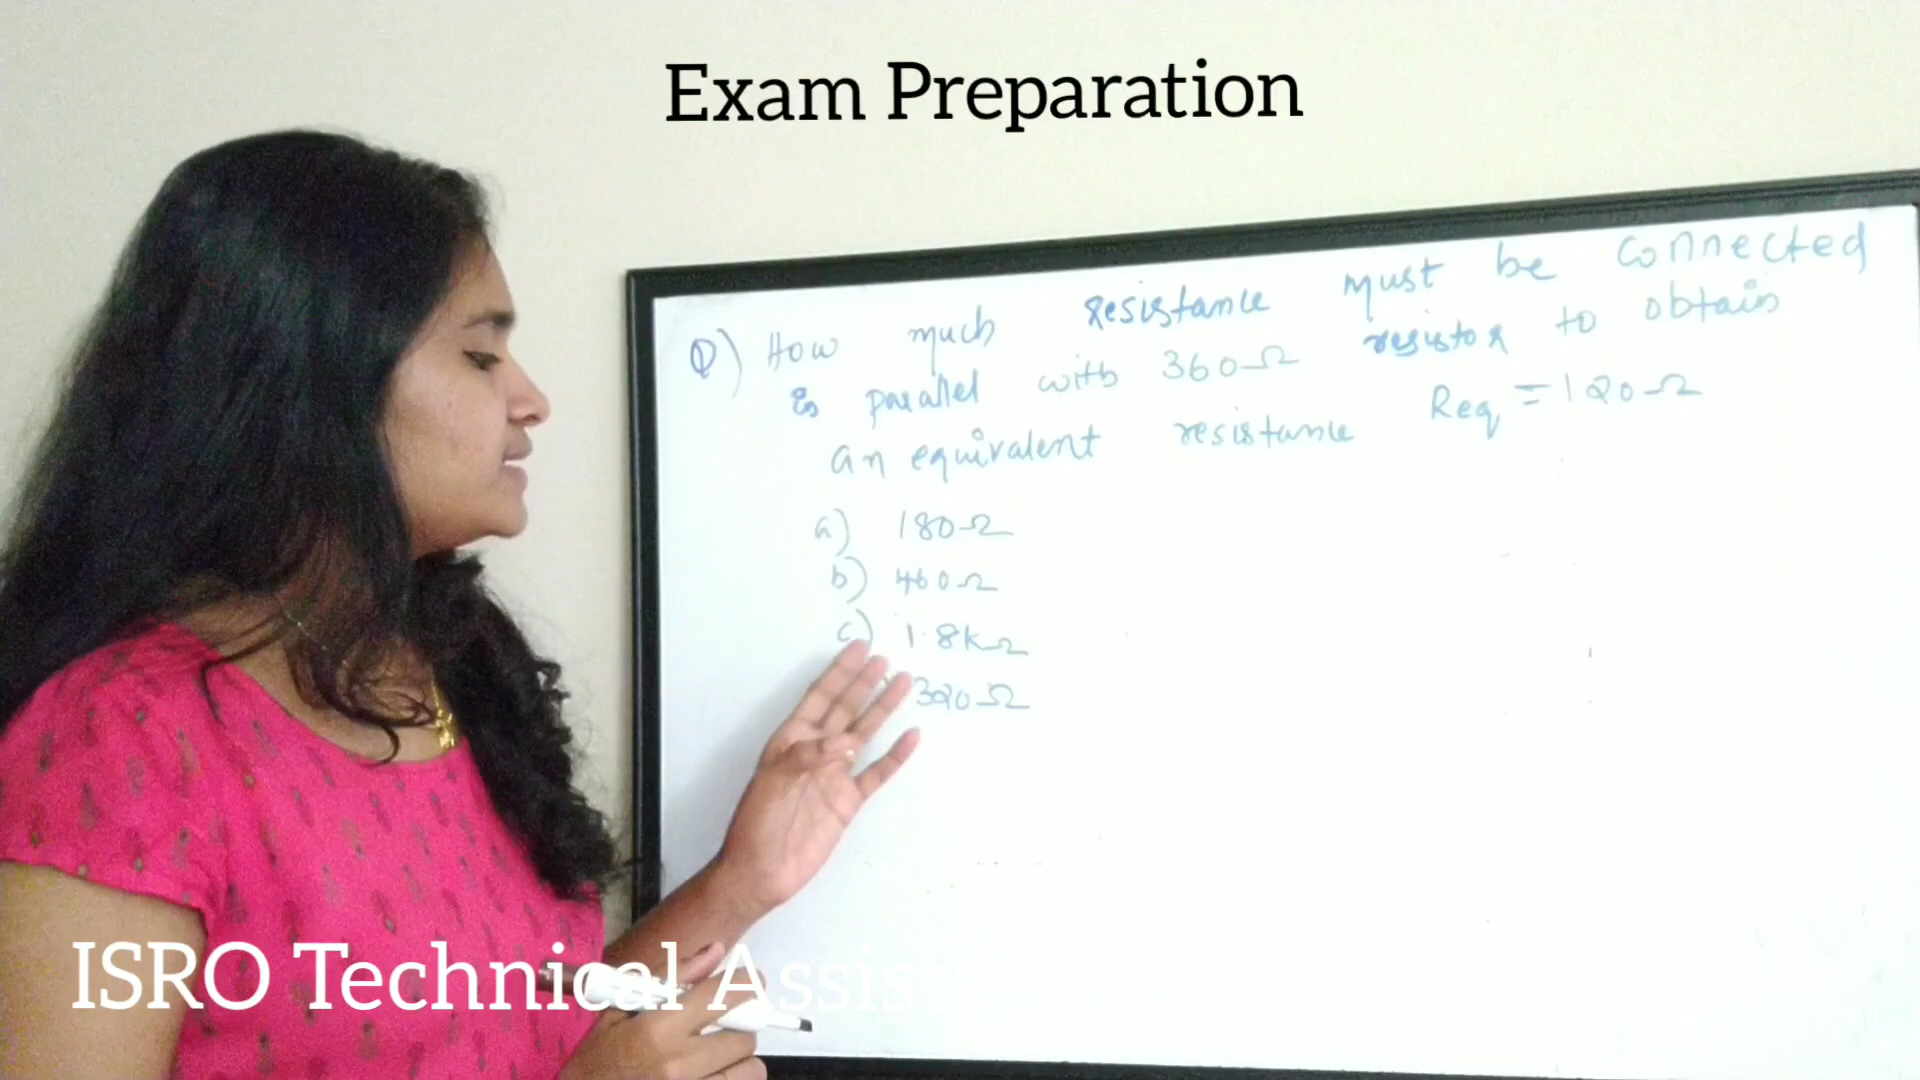 Exam Preparation
Q) How much resistance must be connected
in parallel with 360Ω resistor to obtain
an equivalent resistance Req = 120Ω
a) 180Ω
b) 460Ω
c) 1.8kΩ
320Ω
ISRO Technical Assist